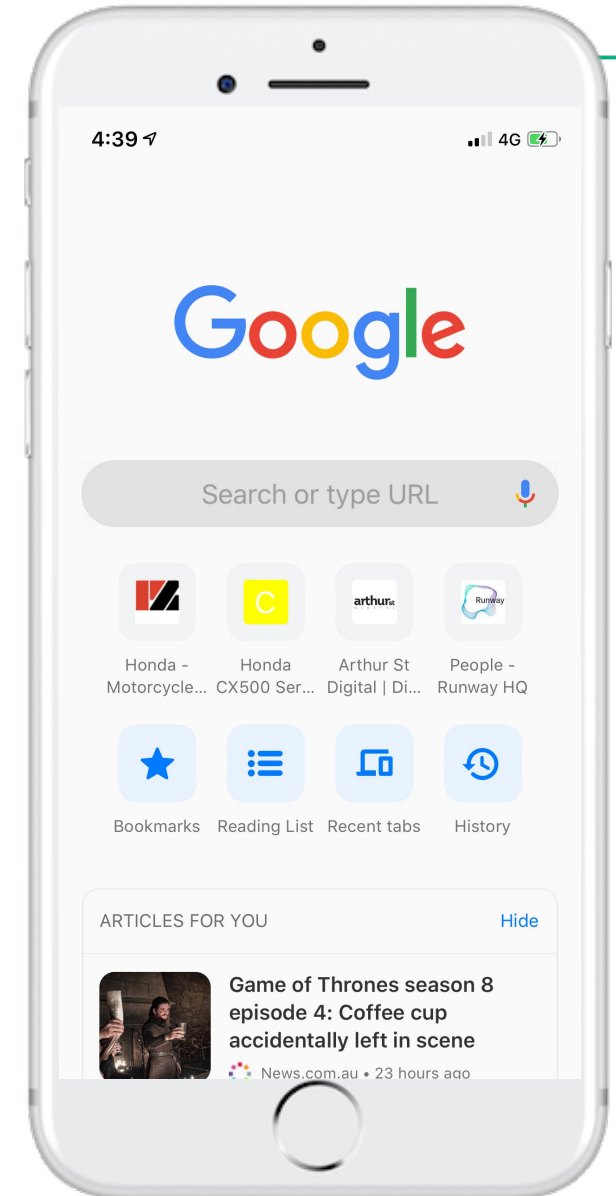 4:39
4G
Google
Search or type URL
C
arthur st
DIGITAL
Runway
Honda -
Motorcycle...
Honda
CX500 Ser...
Arthur St
Digital | Di...
People -
Runway HQ
Bookmarks
Reading List
Recent tabs
History
ARTICLES FOR YOU
Hide
Game of Thrones season 8
episode 4: Coffee cup
accidentally left in scene
News.com.au • 23 hours ago